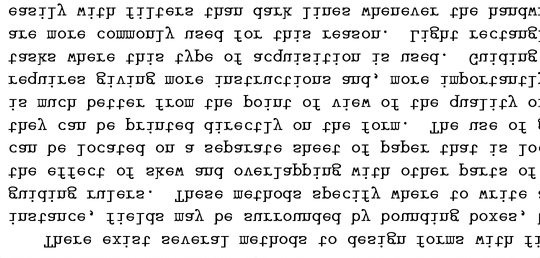 There exist several methods to design forms with fi
instance, fields may be surrounded by bounding boxes,
guiding rulers. These methods specify where to write
the effect of skew and overlapping with other parts of
can be located on a separate sheet of paper that is loc
they can be printed directly on the form. The use of g
is much better from the point of view of the quality o
requires giving more instructions and, more importantly
tasks where this type of acquisition is used. Guiding
are more commonly used for this reason. Light rectangl
easily with filters than dark lines whenever the handw